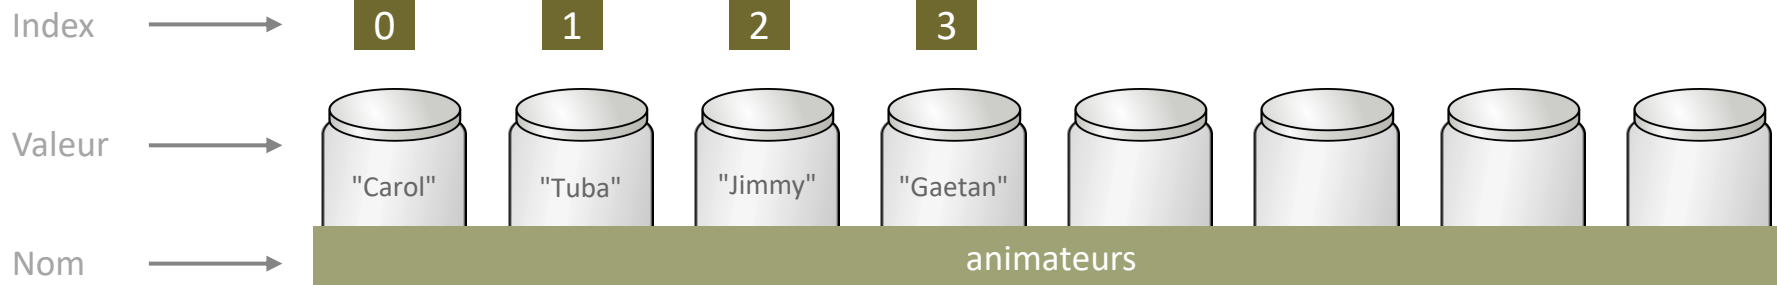 Index 0 1 2 3
Valeur "Carol" "Tuba" "Jimmy" "Gaetan"
Nom animateurs